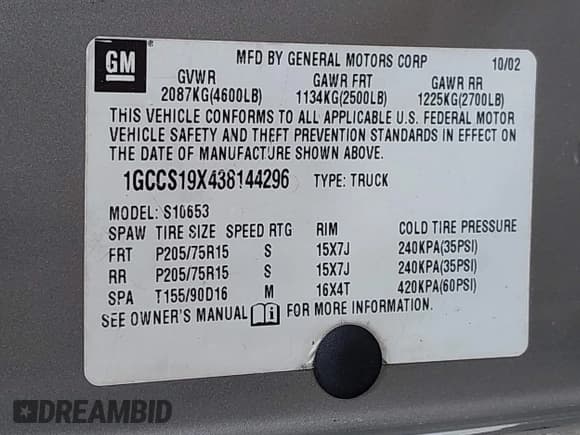 GM
®
MFD BY GENERAL MOTORS CORP 10/02
GVWR GAWR FRT GAWR RR
2087KG(4600LB) 1134KG(2500LB) 1225KG(2700LB)
THIS VEHICLE CONFORMS TO ALL APPLICABLE U.S. FEDERAL MOTOR
VEHICLE SAFETY AND THEFT PREVENTION STANDARDS IN EFFECT ON
THE DATE OF MANUFACTURE SHOWN ABOVE.
1GCCS19X438144296 TYPE: TRUCK
MODEL: S10653
SPAW TIRE SIZE SPEED RTG RIM COLD TIRE PRESSURE
FRT P205/75R15 S 15X7J 240KPA(35PSI)
RR P205/75R15 S 15X7J 240KPA(35PSI)
SPA T155/90D16 M 16X4T 420KPA(60PSI)
SEE OWNER'S MANUAL i FOR MORE INFORMATION.
DREAMBID